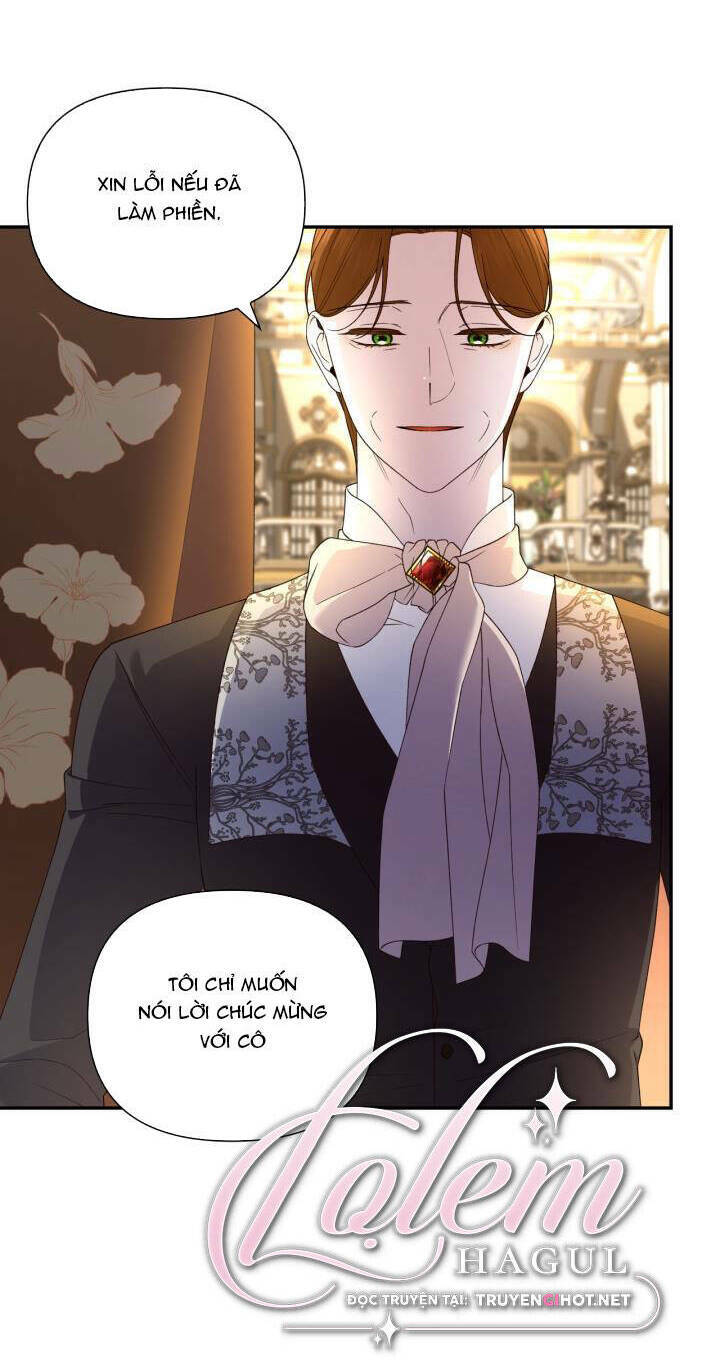 XIN LỖI NẾU ĐÃ
LÀM PHIỀN.
TÔI CHỈ MUỐN
NÓI LỜI CHÚC MỪNG
VỚI CÔ
Lọlem
HAGUL
ĐỌC TRUYỆN TẠI: TRUYENGIHOT.NET